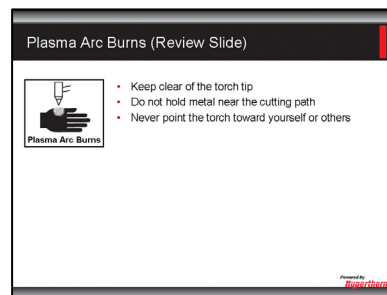 Plasma Arc Burns (Review Slide)
Plasma Arc Burns
• Keep clear of the torch tip
• Do not hold metal near the cutting path
• Never point the torch toward yourself or others
Powered by
Hypertherm